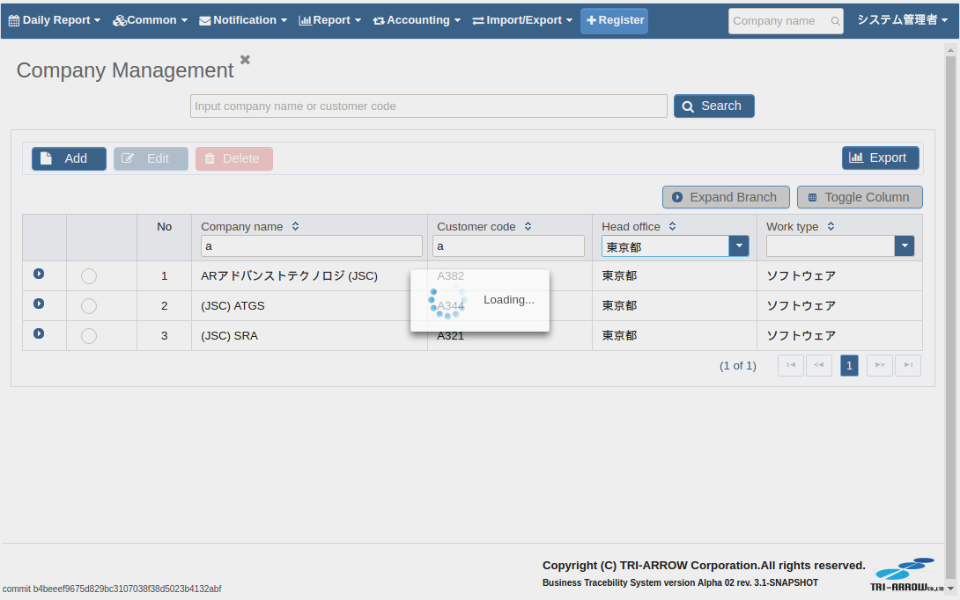 Daily Report Common Notification Report Accounting Import/Export Register Company name システム管理者
Company Management
Input company name or customer code Search
Add Edit Delete Export
Expand Branch Toggle Column
No Company name Customer code Head office Work type
a a 東京都
1 ARアドバンストテクノロジ (JSC) A382 東京都 ソフトウェア
2 (JSC) ATGS A344 東京都 ソフトウェア
3 (JSC) SRA A321 東京都 ソフトウェア
Loading...
(1 of 1) 1
Copyright (C) TRI-ARROW Corporation.All rights reserved.
Business Tracebility System version Alpha 02 rev. 3.1-SNAPSHOT
TRI-ARROW CO.,LTD
commit b4beeef9675d829bc3107038f38d5023b4132abf